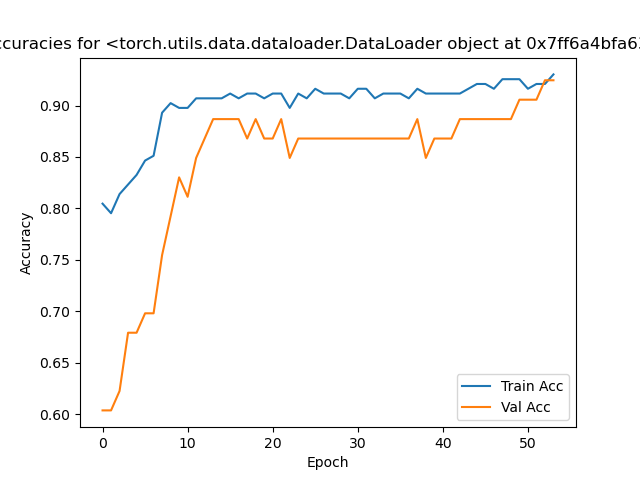 ccuracies for <torch.utils.data.dataloader.DataLoader object at 0x7ff6a4bfa6
0.90
0.85
0.80
0.75
0.70
0.65
0.60
Accuracy
0
10
20
30
40
50
Epoch
Train Acc
Val Acc